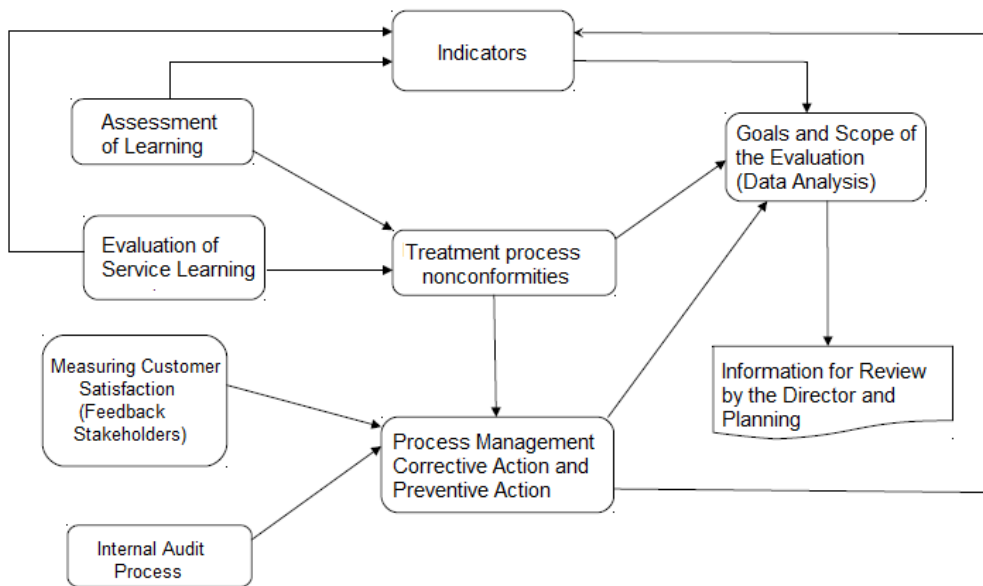 Indicators
Assessment
of Learning
Goals and Scope of
the Evaluation
(Data Analysis)
Evaluation of
Service Learning
Treatment process
nonconformities
Measuring Customer
Satisfaction
(Feedback
Stakeholders)
Information for Review
by the Director and
Planning
Process Management
Corrective Action and
Preventive Action
Internal Audit
Process